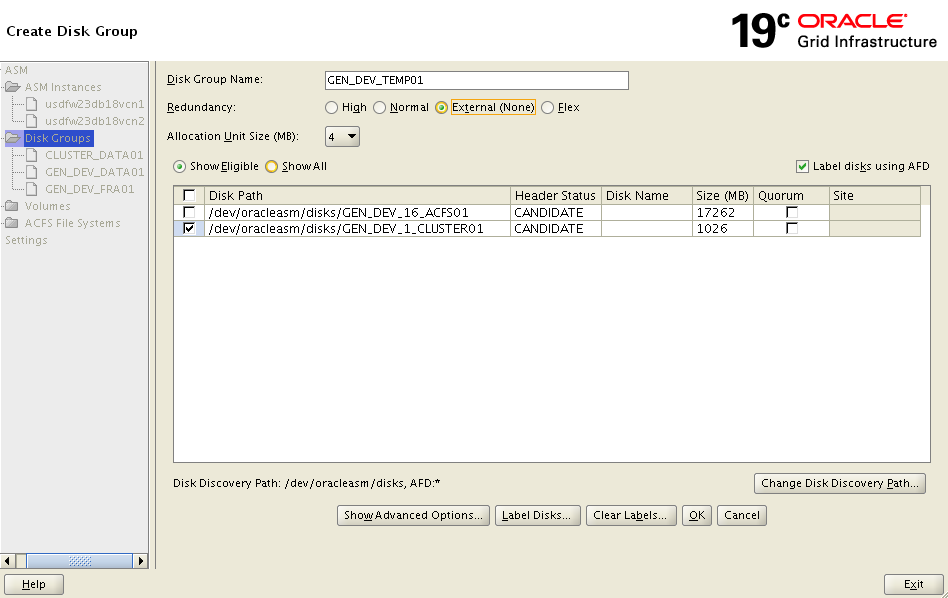 Create Disk Group
19c ORACLE
Grid Infrastructure
ASM
ASM Instances
usdfw23db18vcn1
usdfw23db18vcn2
Disk Groups
CLUSTER_DATA01
GEN_DEV_DATA01
GEN_DEV_FRA01
Volumes
ACFS File Systems
Settings
Disk Group Name: GEN_DEV_TEMP01
Redundancy: High Normal External (None) Flex
Allocation Unit Size (MB): 4
Show Eligible Show All Label disks using AFD
Disk Path Header Status Disk Name Size (MB) Quorum Site
/dev/oracleasm/disks/GEN_DEV_16_ACFS01 CANDIDATE 17262
/dev/oracleasm/disks/GEN_DEV_1_CLUSTER01 CANDIDATE 1026
Disk Discovery Path: /dev/oracleasm/disks, AFD:* Change Disk Discovery Path...
Show Advanced Options... Label Disks... Clear Labels... OK Cancel
Help Exit